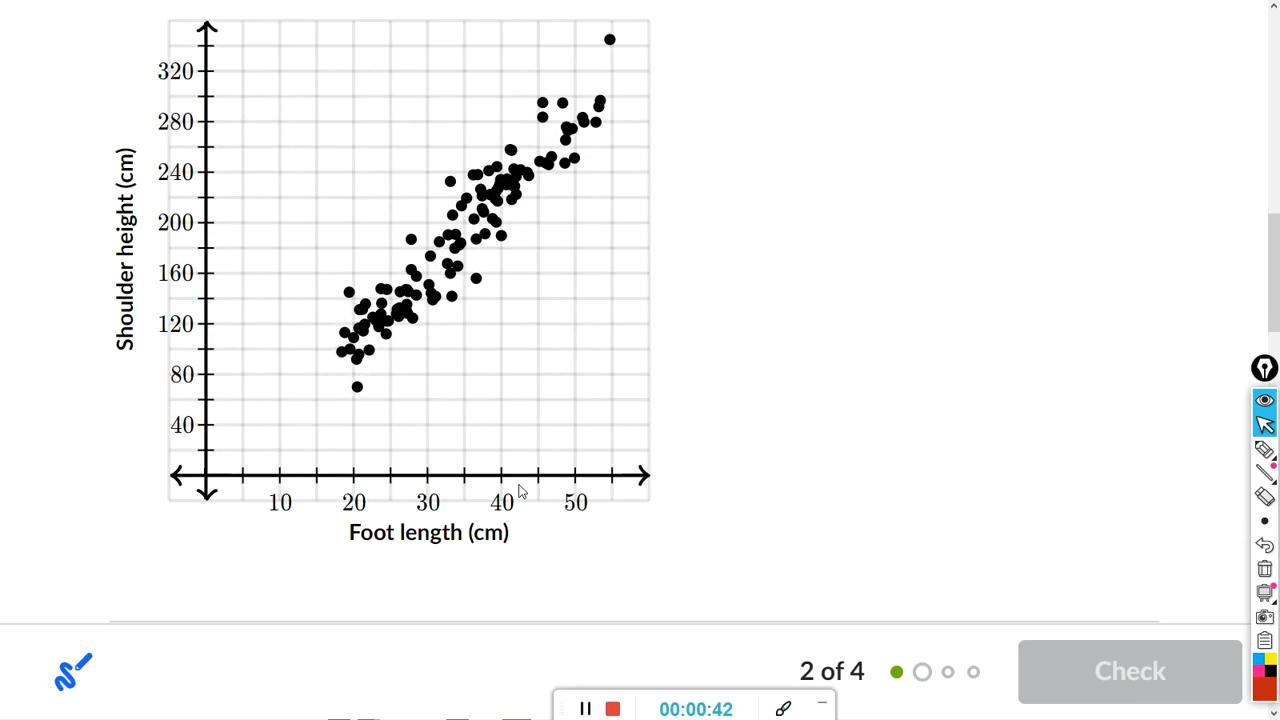 320
280
240
200
160
120
80
40
Shoulder height (cm)
10 20 30 40 50
Foot length (cm)
2 of 4
Check
00:00:42